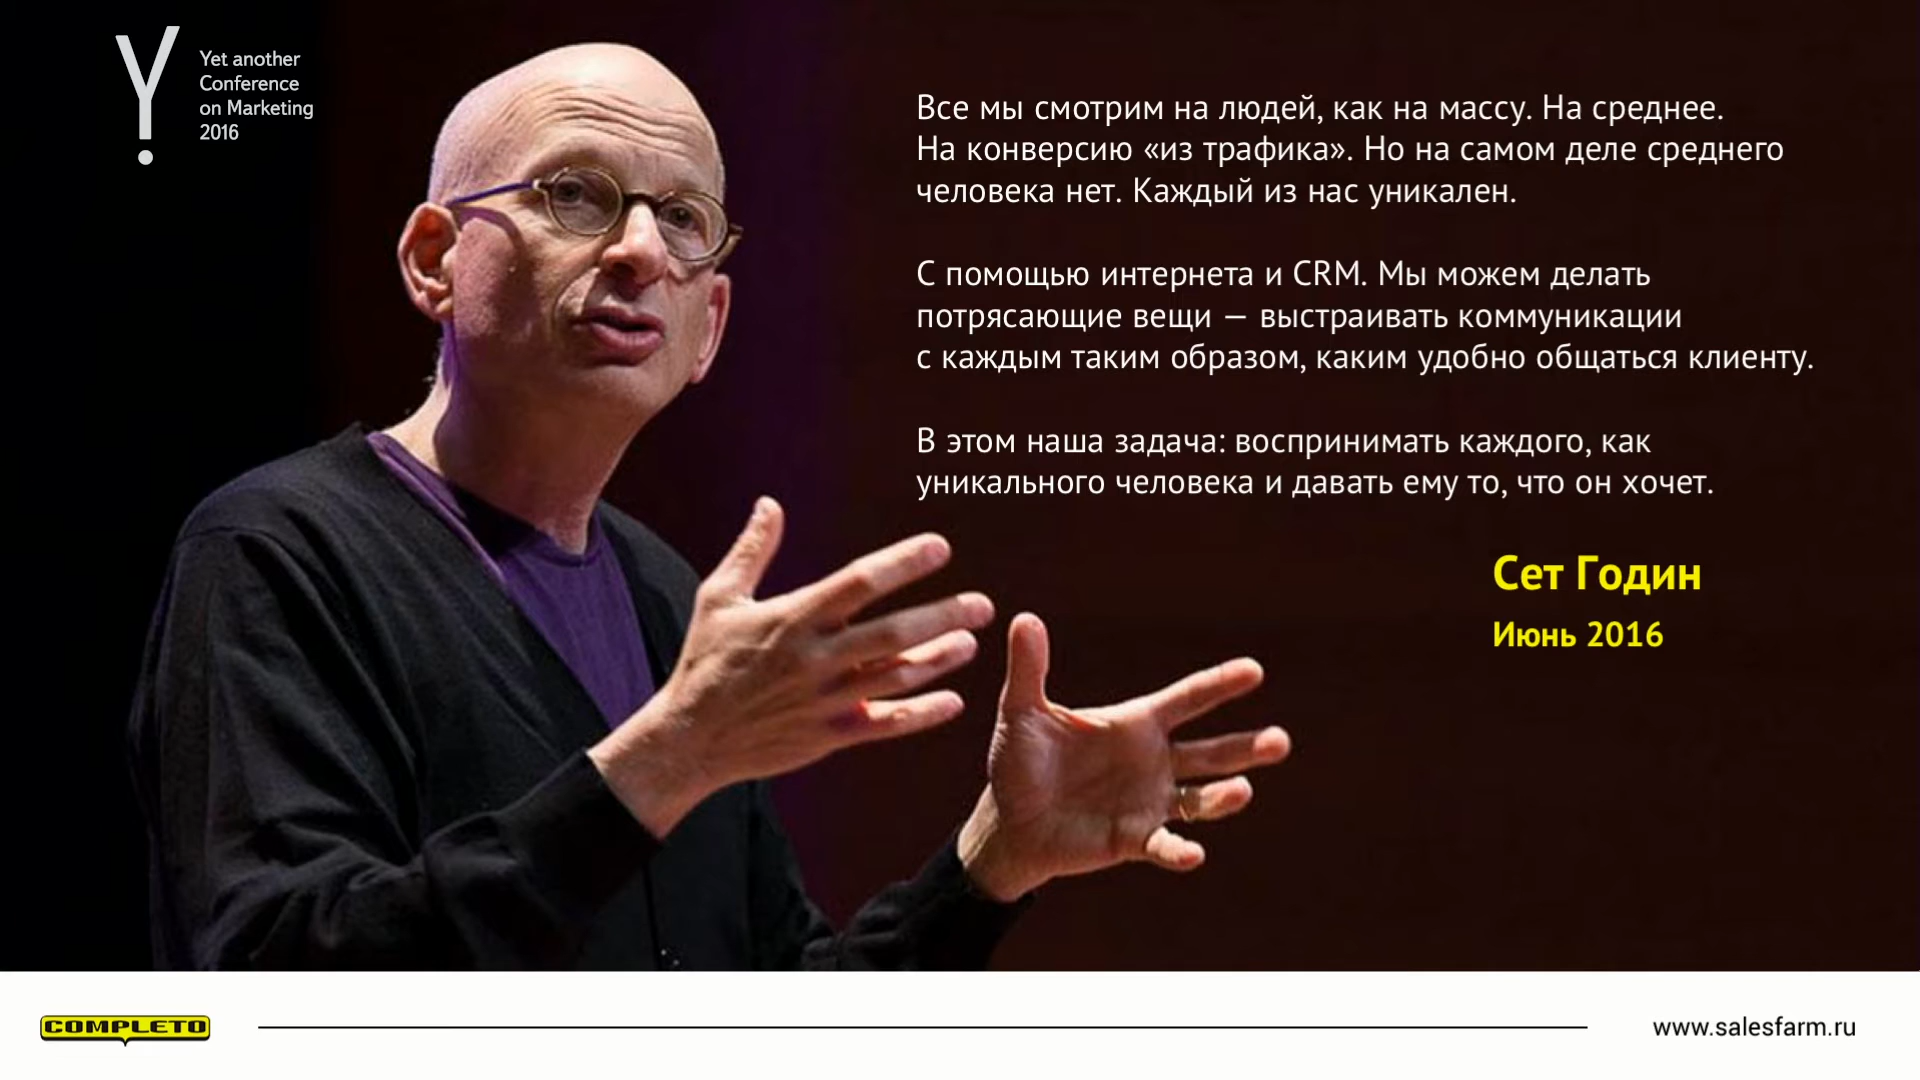 Yet another
Conference
on Marketing
2016
Все мы смотрим на людей, как на массу. На среднее.
На конверсию «из трафика». Но на самом деле среднего
человека нет. Каждый из нас уникален.
С помощью интернета и CRM. Мы можем делать
потрясающие вещи — выстраивать коммуникации
с каждым таким образом, каким удобно общаться клиенту.
В этом наша задача: воспринимать каждого, как
уникального человека и давать ему то, что он хочет.
Сет Годин
Июнь 2016
COMPLETO
www.salesfarm.ru